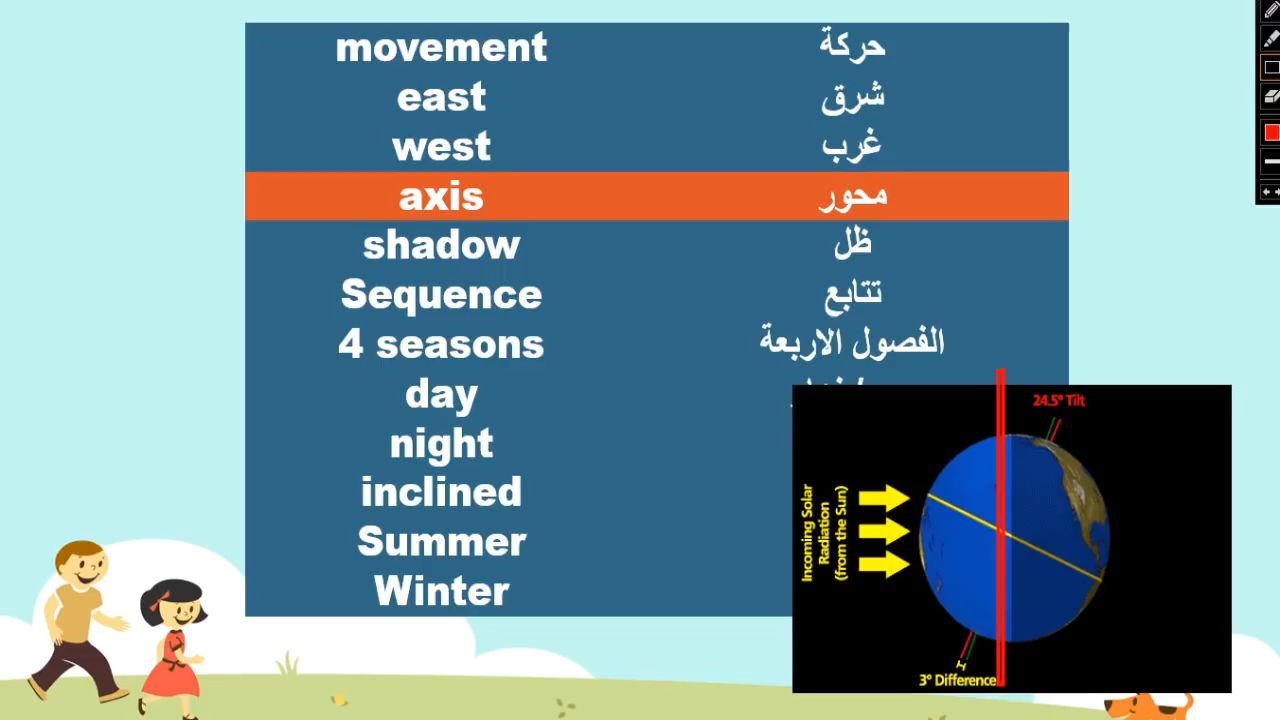 movement حركة
east شرق
west غرب
axis محور
shadow ظل
Sequence تتابع
4 seasons الفصول الاربعة
day
night
inclined
Summer
Winter
24.5° Tilt
Incoming Solar
Radiation
(from the Sun)
3° Difference